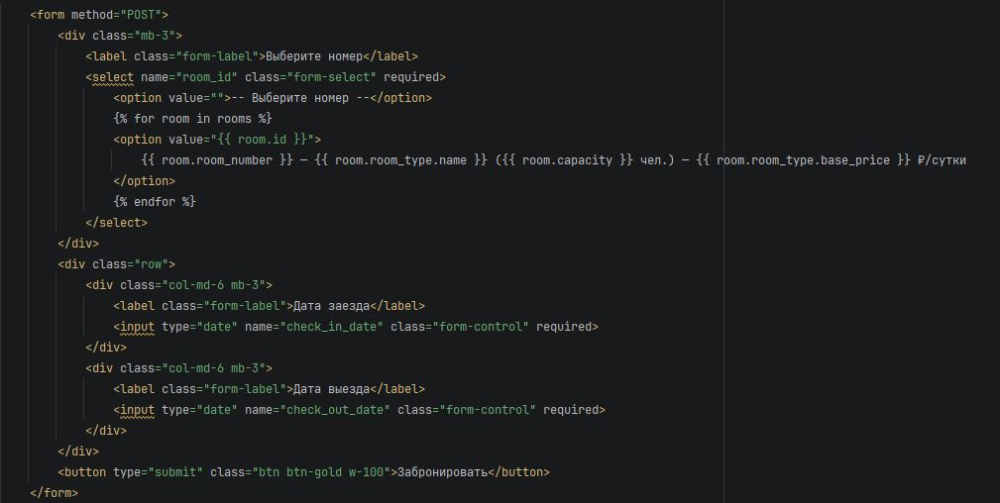 <form method="POST">
<div class="mb-3">
<label class="form-label">Выберите номер</label>
<select name="room_id" class="form-select" required>
<option value="">-- Выберите номер --</option>
{% for room in rooms %}
<option value="{{ room.id }}">
{{ room.room_number }} — {{ room.room_type.name }} ({{ room.capacity }} чел.) — {{ room.room_type.base_price }} ₽/сутки
</option>
{% endfor %}
</select>
</div>
<div class="row">
<div class="col-md-6 mb-3">
<label class="form-label">Дата заезда</label>
<input type="date" name="check_in_date" class="form-control" required>
</div>
<div class="col-md-6 mb-3">
<label class="form-label">Дата выезда</label>
<input type="date" name="check_out_date" class="form-control" required>
</div>
</div>
<button type="submit" class="btn btn-gold w-100">Забронировать</button>
</form>